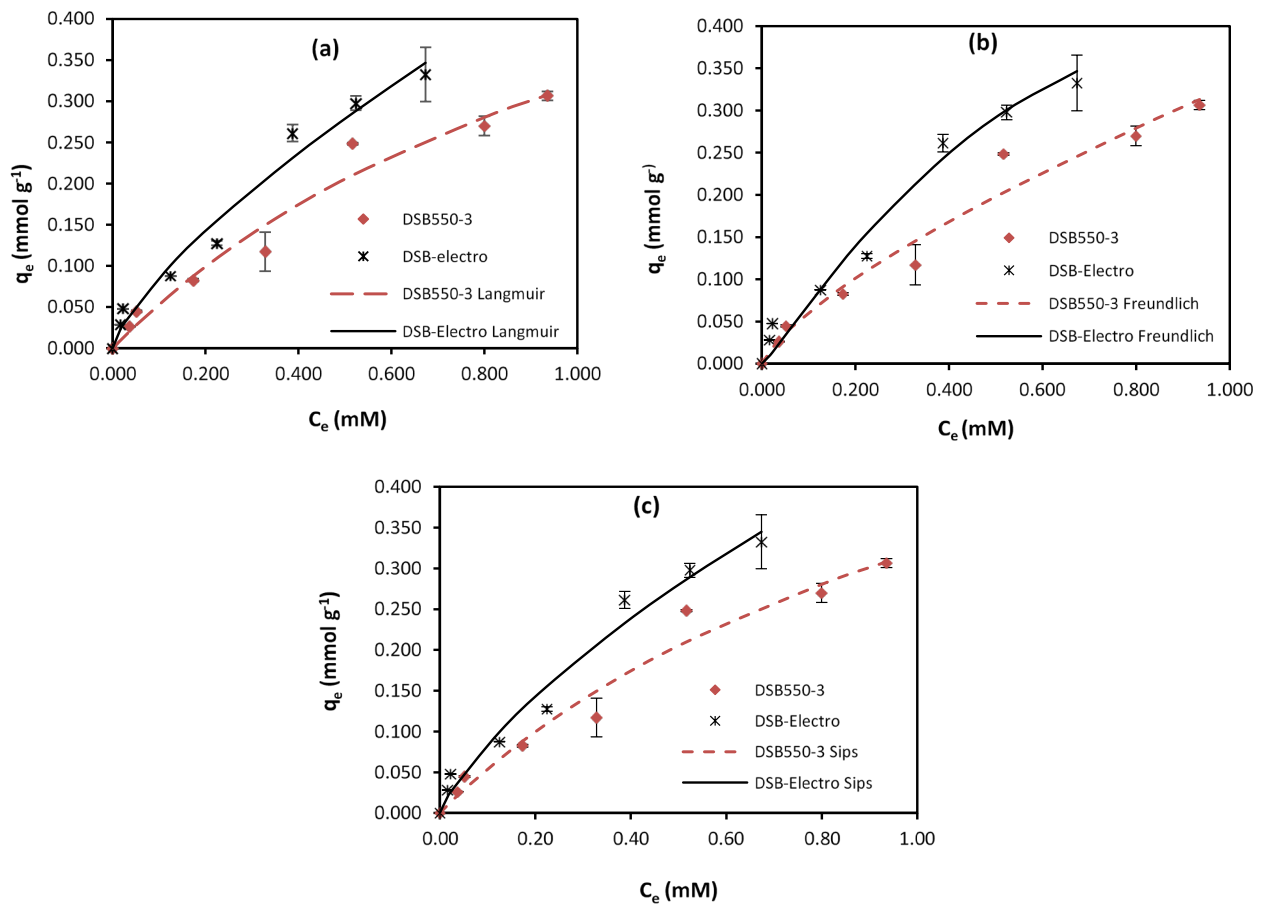 (a)
0.400
0.350
0.300
0.250
0.200
0.150
0.100
0.050
0.000
qe (mmol g-1)
DSB550-3
DSB-electro
DSB550-3 Langmuir
DSB-Electro Langmuir
0.000 0.200 0.400 0.600 0.800 1.000
Ce (mM)
(b)
0.400
0.350
0.300
0.250
0.200
0.150
0.100
0.050
0.000
qe (mmol g)
DSB550-3
DSB-Electro
DSB550-3 Freundlich
DSB-Electro Freundlich
0.000 0.200 0.400 0.600 0.800 1.000
Ce (mM)
(c)
0.400
0.350
0.300
0.250
0.200
0.150
0.100
0.050
0.000
qe (mmol g-1)
DSB550-3
DSB-Electro
DSB550-3 Sips
DSB-Electro Sips
0.00 0.20 0.40 0.60 0.80 1.00
Ce (mM)